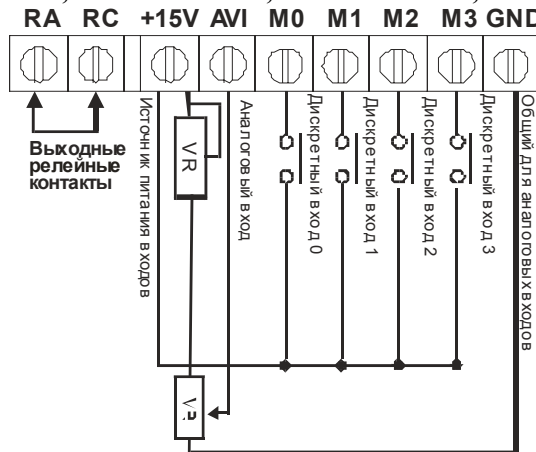 RA RC +15V AVI M0 M1 M2 M3 GND
Выходные
релейные
контакты
Источник питания входов
VR
Аналоговый вход
Дискретный вход 0
Дискретный вход 1
Дискретный вход 2
Дискретный вход 3
Общий для аналоговых входов